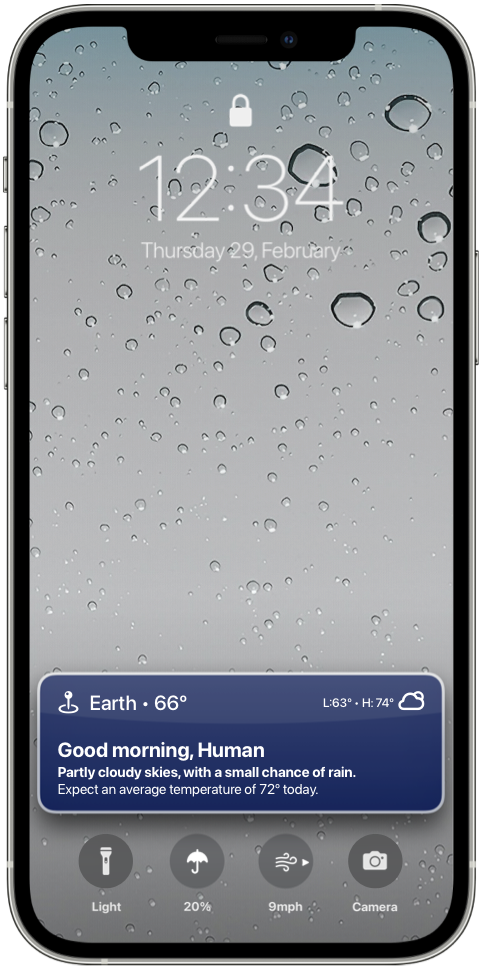 12:34
Thursday 29, February
Earth • 66°
L:63° • H:74°
Good morning, Human
Partly cloudy skies, with a small chance of rain.
Expect an average temperature of 72° today.
Light
20%
9mph
Camera